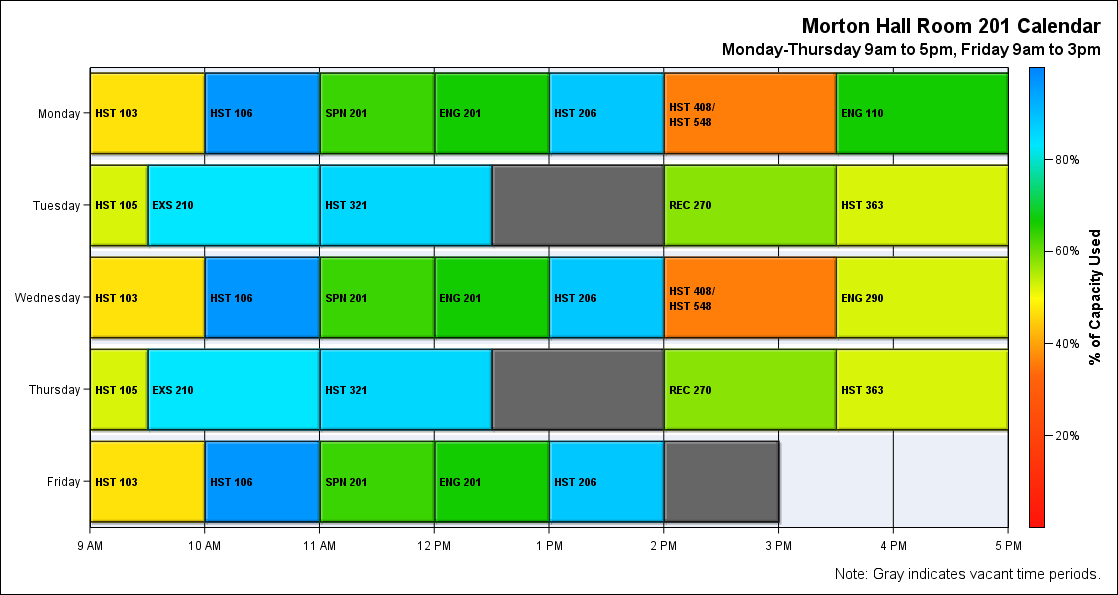 Morton Hall Room 201 Calendar
Monday-Thursday 9am to 5pm, Friday 9am to 3pm
Monday
HST 103
HST 106
SPN 201
ENG 201
HST 206
HST 408/
HST 548
ENG 110
Tuesday
HST 105
EXS 210
HST 321
REC 270
HST 363
Wednesday
HST 103
HST 106
SPN 201
ENG 201
HST 206
HST 408/
HST 548
ENG 290
Thursday
HST 105
EXS 210
HST 321
REC 270
HST 363
Friday
HST 103
HST 106
SPN 201
ENG 201
HST 206
9 AM
10 AM
11 AM
12 PM
1 PM
2 PM
3 PM
4 PM
5 PM
80%
60%
40%
20%
% of Capacity Used
Note: Gray indicates vacant time periods.